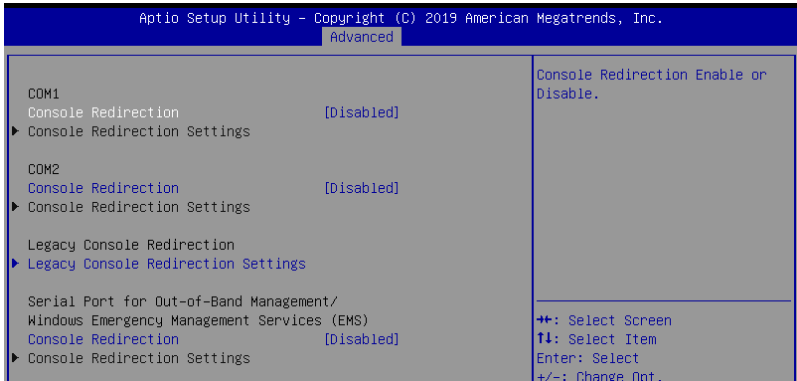 Aptio Setup Utility – Copyright (C) 2019 American Megatrends, Inc.
Advanced
COM1
Console Redirection [Disabled]
Console Redirection Settings
COM2
Console Redirection [Disabled]
Console Redirection Settings
Legacy Console Redirection
Legacy Console Redirection Settings
Serial Port for Out-of-Band Management/
Windows Emergency Management Services (EMS)
Console Redirection [Disabled]
Console Redirection Settings
Console Redirection Enable or
Disable.
→←: Select Screen
↑↓: Select Item
Enter: Select
+/-: Change Opt.